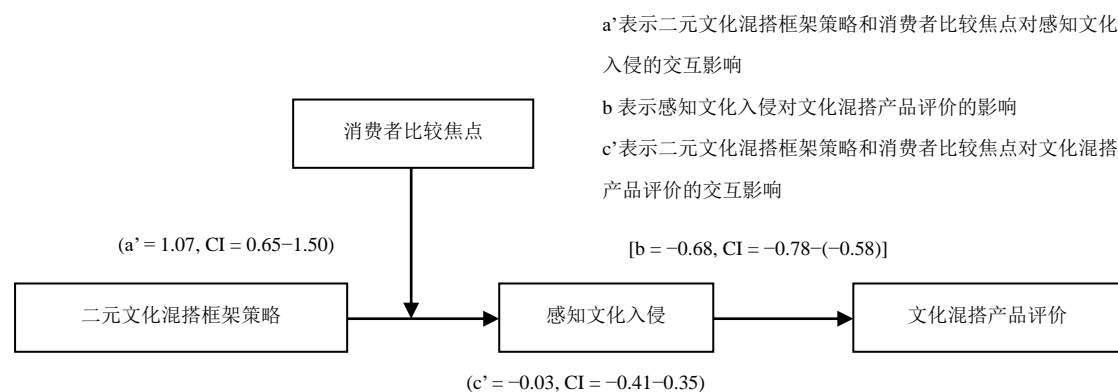 a’表示二元文化混搭框架策略和消费者比较焦点对感知文化
入侵的交互影响
b 表示感知文化入侵对文化混搭产品评价的影响
c’表示二元文化混搭框架策略和消费者比较焦点对文化混搭
产品评价的交互影响
消费者比较焦点
(a’ = 1.07, CI = 0.65−1.50)
[b = −0.68, CI = −0.78−(−0.58)]
二元文化混搭框架策略
感知文化入侵
文化混搭产品评价
(c’ = −0.03, CI = −0.41−0.35)